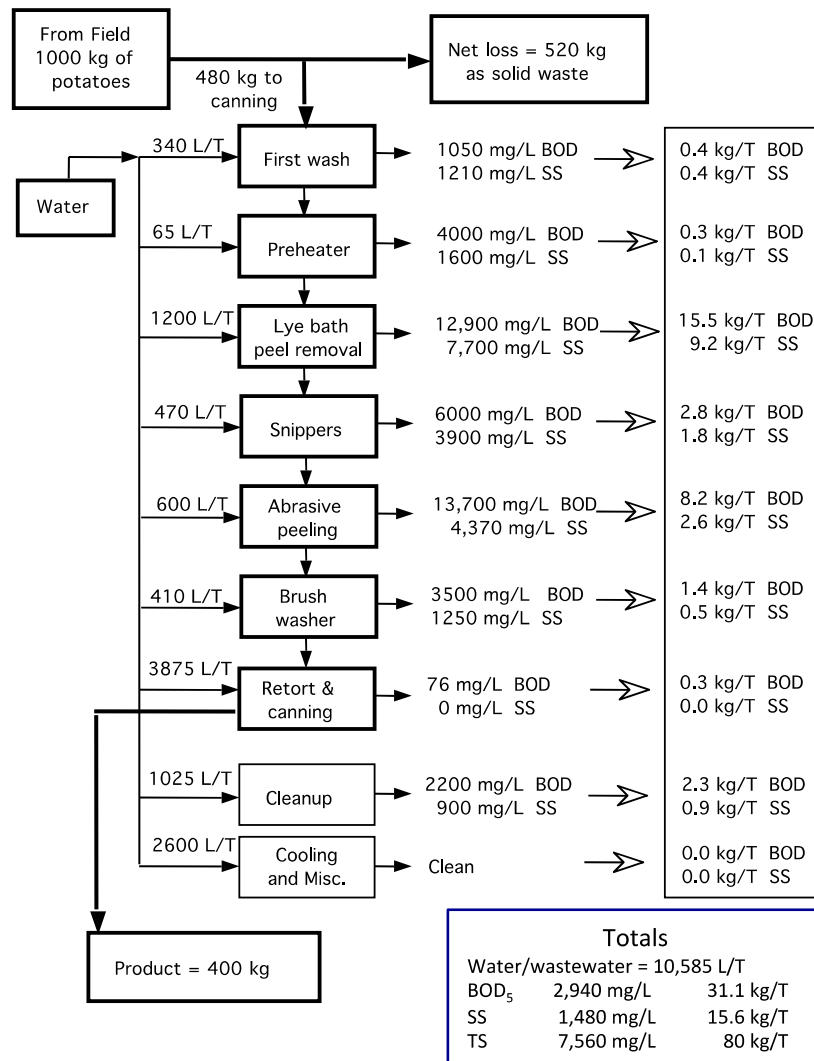 From Field
1000 kg of
potatoes
Net loss = 520 kg
as solid waste
480 kg to
canning
340 L/T
First wash
1050 mg/L BOD
1210 mg/L SS
0.4 kg/T BOD
0.4 kg/T SS
Water
65 L/T
Preheater
4000 mg/L BOD
1600 mg/L SS
0.3 kg/T BOD
0.1 kg/T SS
1200 L/T
Lye bath
peel removal
12,900 mg/L BOD
7,700 mg/L SS
15.5 kg/T BOD
9.2 kg/T SS
470 L/T
Snippers
6000 mg/L BOD
3900 mg/L SS
2.8 kg/T BOD
1.8 kg/T SS
600 L/T
Abrasive
peeling
13,700 mg/L BOD
4,370 mg/L SS
8.2 kg/T BOD
2.6 kg/T SS
410 L/T
Brush
washer
3500 mg/L BOD
1250 mg/L SS
1.4 kg/T BOD
0.5 kg/T SS
3875 L/T
Retort &
canning
76 mg/L BOD
0 mg/L SS
0.3 kg/T BOD
0.0 kg/T SS
1025 L/T
Cleanup
2200 mg/L BOD
900 mg/L SS
2.3 kg/T BOD
0.9 kg/T SS
2600 L/T
Cooling
and Misc.
Clean
0.0 kg/T BOD
0.0 kg/T SS
Product = 400 kg
Totals
Water/wastewater = 10,585 L/T
BOD₅ 2,940 mg/L 31.1 kg/T
SS 1,480 mg/L 15.6 kg/T
TS 7,560 mg/L 80 kg/T